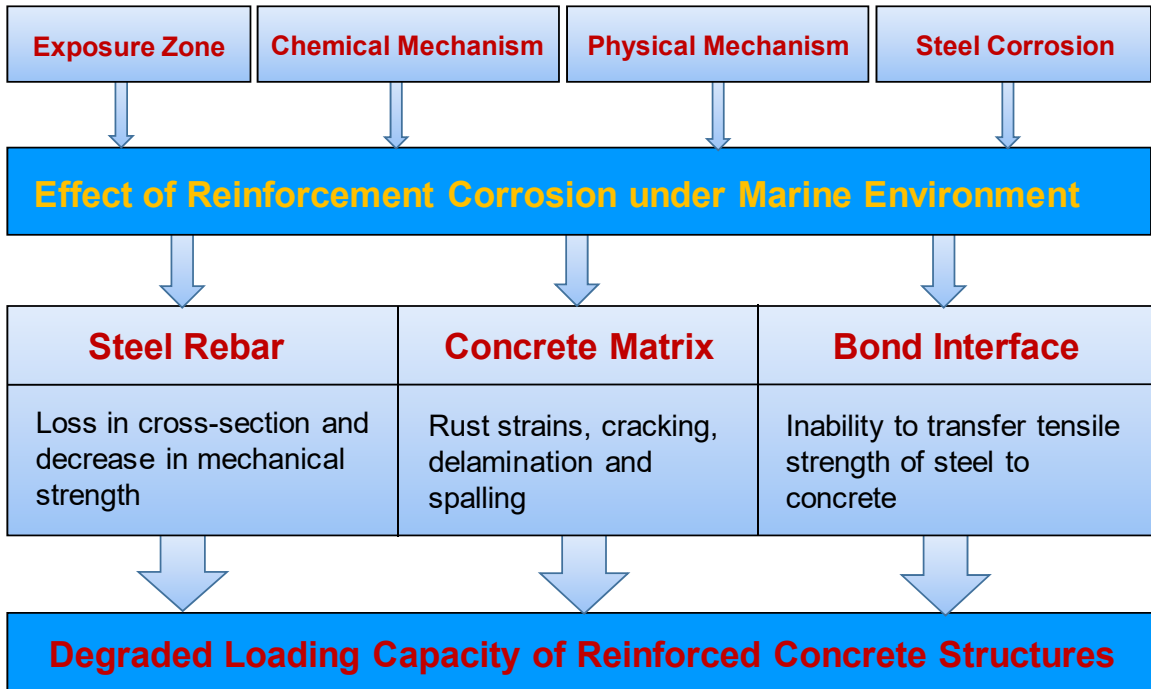 Exposure Zone
Chemical Mechanism
Physical Mechanism
Steel Corrosion
Effect of Reinforcement Corrosion under Marine Environment
Steel Rebar
Concrete Matrix
Bond Interface
Loss in cross-section and
decrease in mechanical
strength
Rust strains, cracking,
delamination and
spalling
Inability to transfer tensile
strength of steel to
concrete
Degraded Loading Capacity of Reinforced Concrete Structures